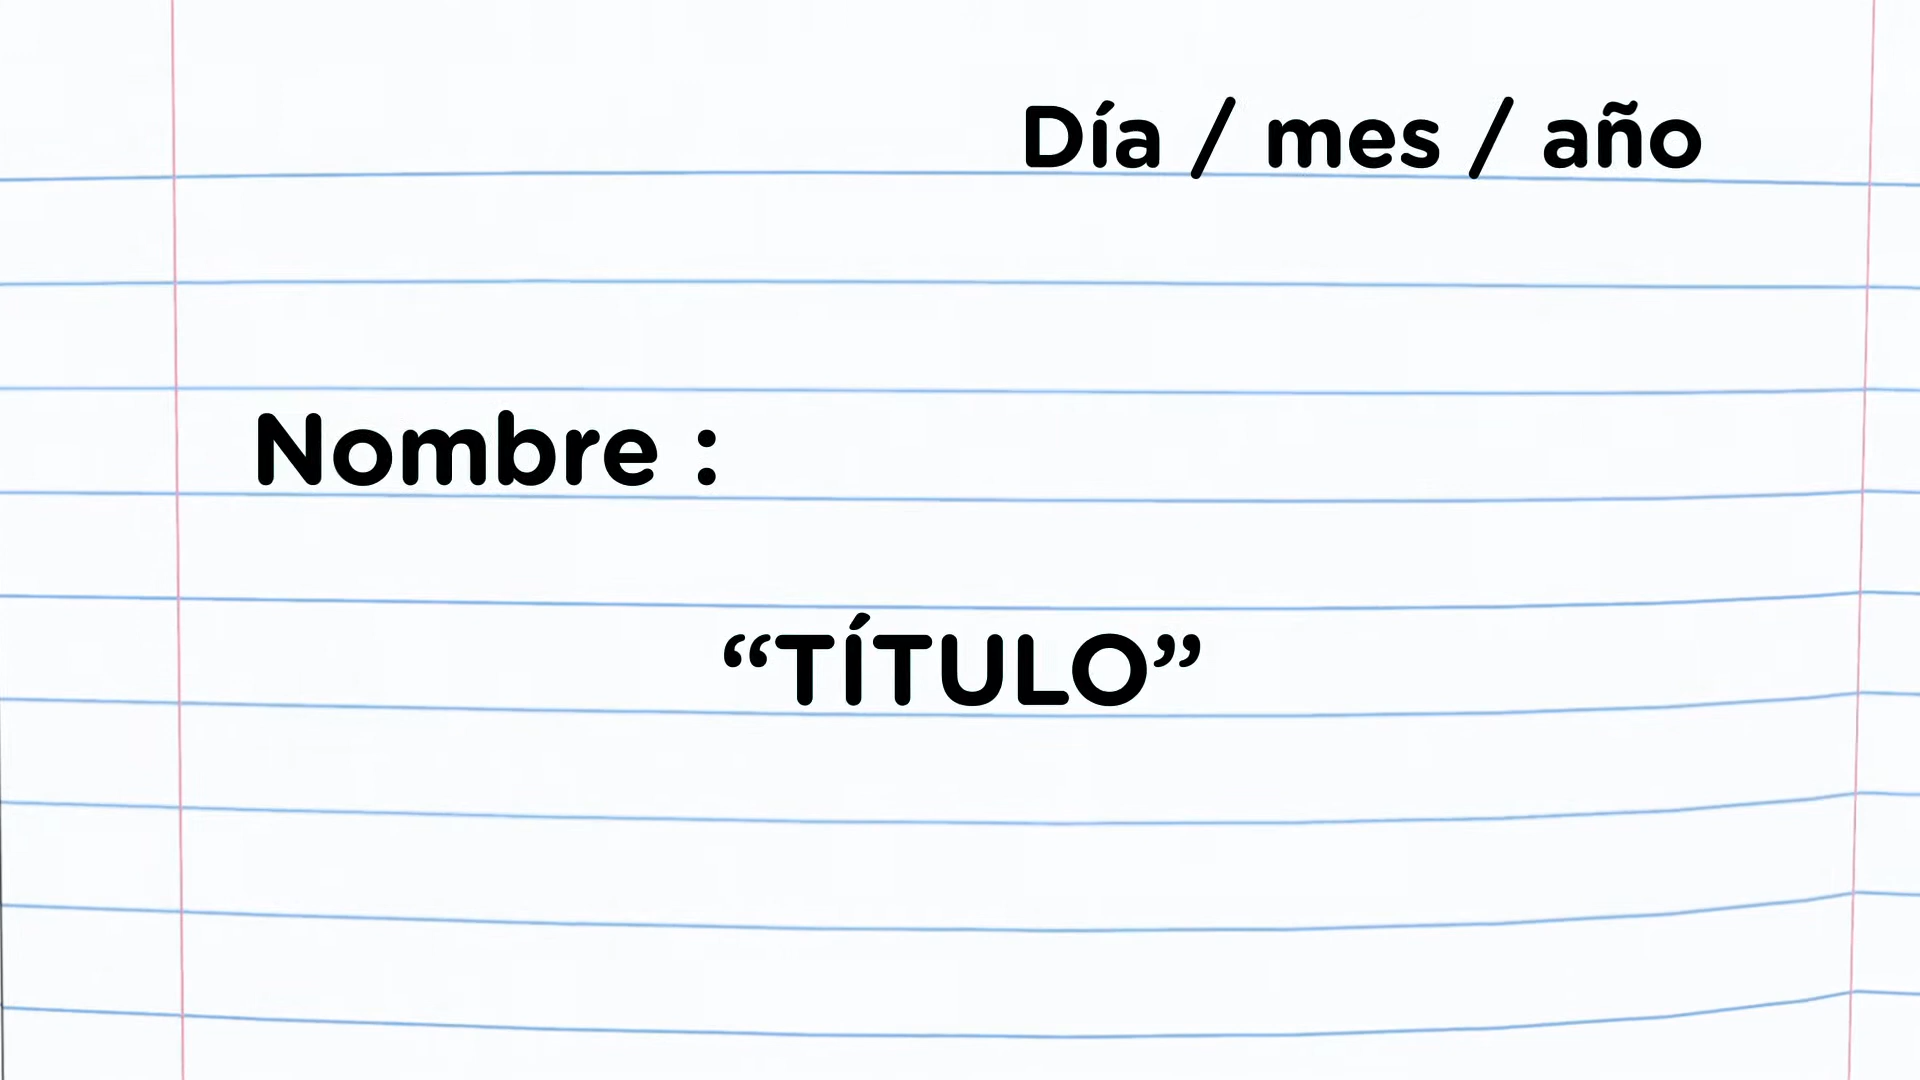 Día / mes / año
Nombre :
“TÍTULO”